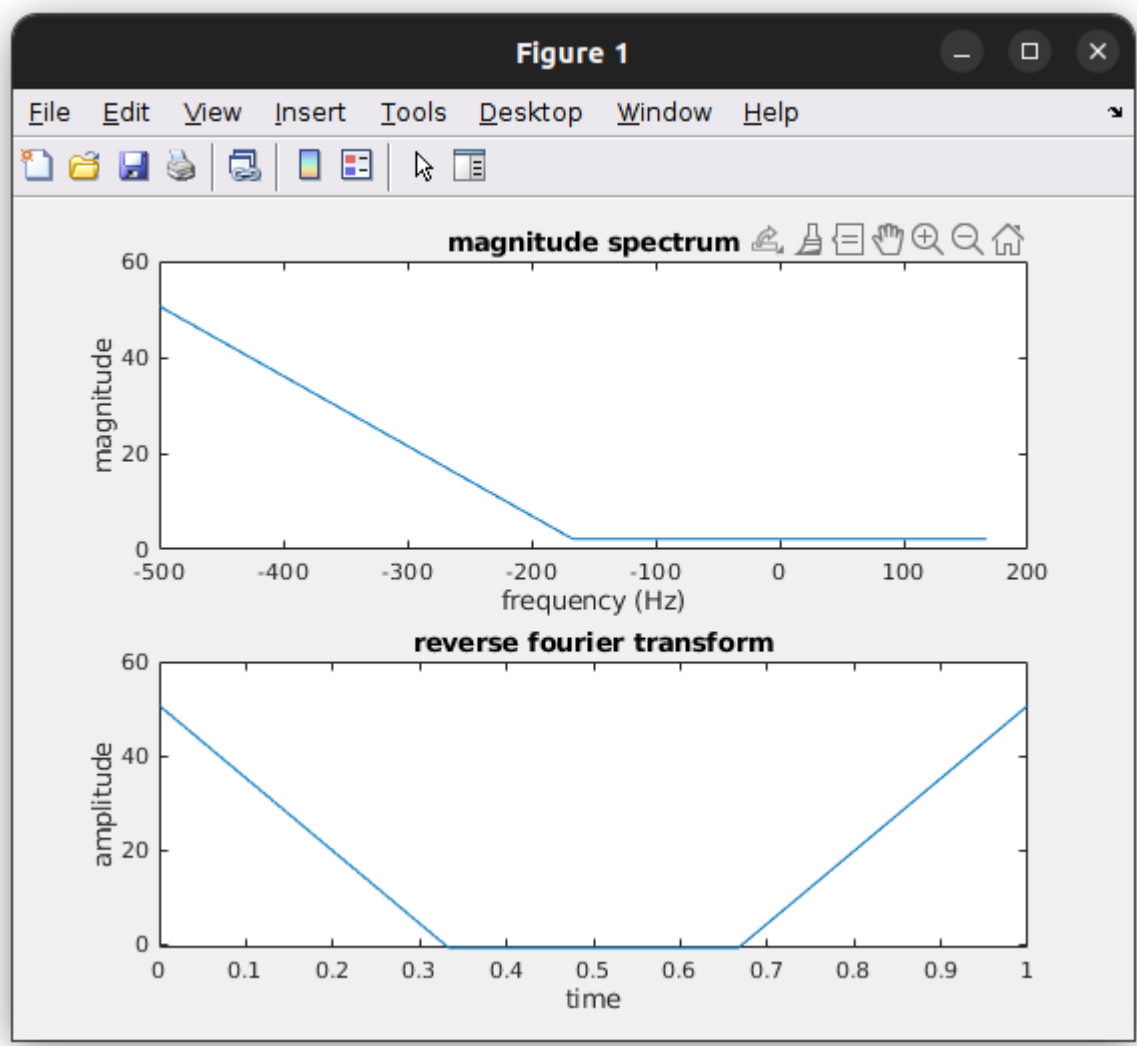 Figure 1
File Edit View Insert Tools Desktop Window Help
magnitude spectrum
60
40
20
0
magnitude
-500 -400 -300 -200 -100 0 100 200
frequency (Hz)
reverse fourier transform
60
40
20
0
amplitude
0 0.1 0.2 0.3 0.4 0.5 0.6 0.7 0.8 0.9 1
time